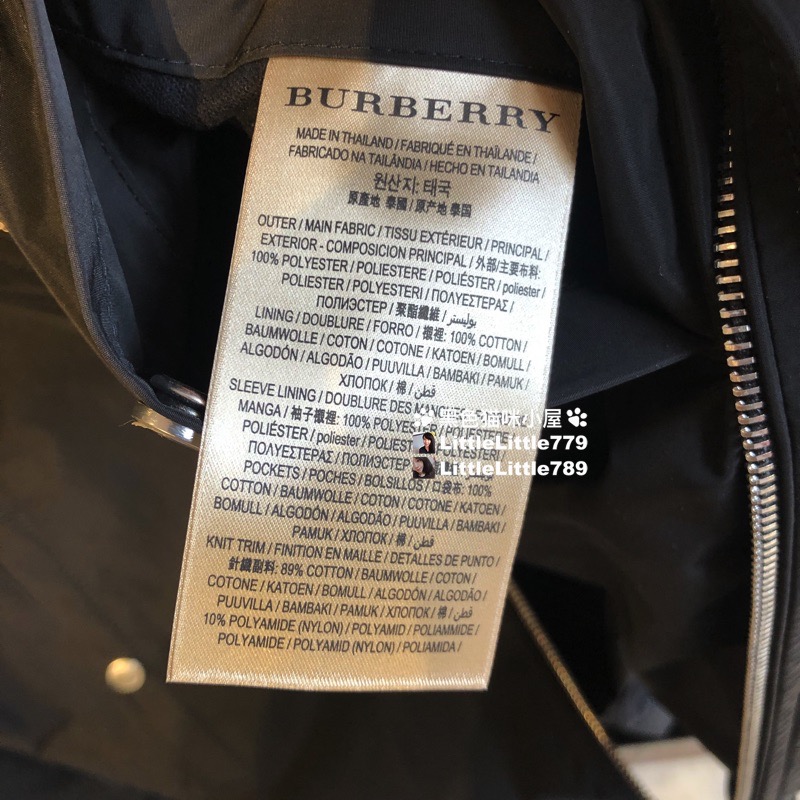 BURBERRY
MADE IN THAILAND / FABRIQUÉ EN THAÏLANDE /
FABRICADO NA TAILÂNDIA / HECHO EN TAILANDIA
원산지: 태국
原產地 泰國 / 原产地 泰国
OUTER / MAIN FABRIC / TISSU EXTÉRIEUR / PRINCIPAL /
EXTERIOR - COMPOSICION PRINCIPAL / 外部/主要布料:
100% POLYESTER / POLIESTERE / POLIÉSTER / poliester /
POLIESTER / POLYESTERI / ΠΟΛΥΕΣΤΕΡΑΣ /
ПОЛИЭСТЕР / 聚酯纖維 / بوليستر /
LINING / DOUBLURE / FORRO / 襯裡: 100% COTTON /
BAUMWOLLE / COTON / COTONE / KATOEN / BOMULL /
ALGODÓN / ALGODÃO / PUUVILLA / BAMBAKI / PAMUK /
ХЛОПОК / 棉 / قطن /
SLEEVE LINING / DOUBLURE DES
MANGA / 袖子襯裡: 100%
POLIÉSTER / poliester / POLIESTER
ΠΟΛΥΕΣΤΕΡΑΣ / ПОЛИЭСТЕР
POCKETS / POCHES / BOLSILLOS / 口袋布: 100%
COTTON / BAUMWOLLE / COTON / COTONE / KATOEN /
BOMULL / ALGODÓN / ALGODÃO / PUUVILLA / BAMBAKI /
PAMUK / ХЛОПОК / 棉 / قطن /
KNIT TRIM / FINITION EN MAILLE / DETALLES DE PUNTO /
針織副料: 89% COTTON / BAUMWOLLE / COTON /
COTONE / KATOEN / BOMULL / ALGODÓN / ALGODÃO /
PUUVILLA / BAMBAKI / PAMUK / ХЛОПОК / 棉 / قطن /
10% POLYAMIDE (NYLON) / POLYAMID / POLIAMMIDE /
POLYAMIDE / POLYAMID (NYLON) / POLIAMIDA /
色猫咪小屋
LittleLittle779
LittleLittle789